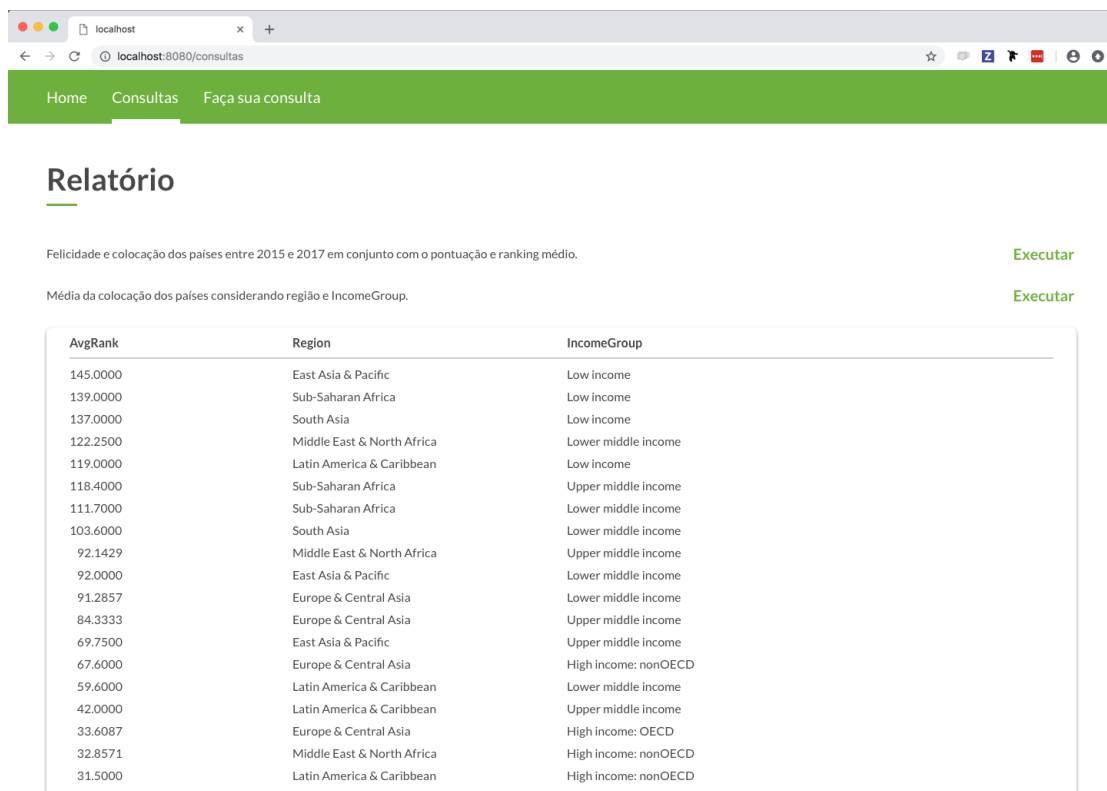 localhost
localhost:8080/consultas
Home Consultas Faça sua consulta
Relatório
Felicidade e colocação dos países entre 2015 e 2017 em conjunto com o pontuação e ranking médio. Executar
Média da colocação dos países considerando região e IncomeGroup. Executar
AvgRank Region IncomeGroup
145.0000 East Asia & Pacific Low income
139.0000 Sub-Saharan Africa Low income
137.0000 South Asia Low income
122.2500 Middle East & North Africa Lower middle income
119.0000 Latin America & Caribbean Low income
118.4000 Sub-Saharan Africa Upper middle income
111.7000 Sub-Saharan Africa Lower middle income
103.6000 South Asia Lower middle income
92.1429 Middle East & North Africa Upper middle income
92.0000 East Asia & Pacific Lower middle income
91.2857 Europe & Central Asia Lower middle income
84.3333 Europe & Central Asia Upper middle income
69.7500 East Asia & Pacific Upper middle income
67.6000 Europe & Central Asia High income: nonOECD
59.6000 Latin America & Caribbean Lower middle income
42.0000 Latin America & Caribbean Upper middle income
33.6087 Europe & Central Asia High income: OECD
32.8571 Middle East & North Africa High income: nonOECD
31.5000 Latin America & Caribbean High income: nonOECD